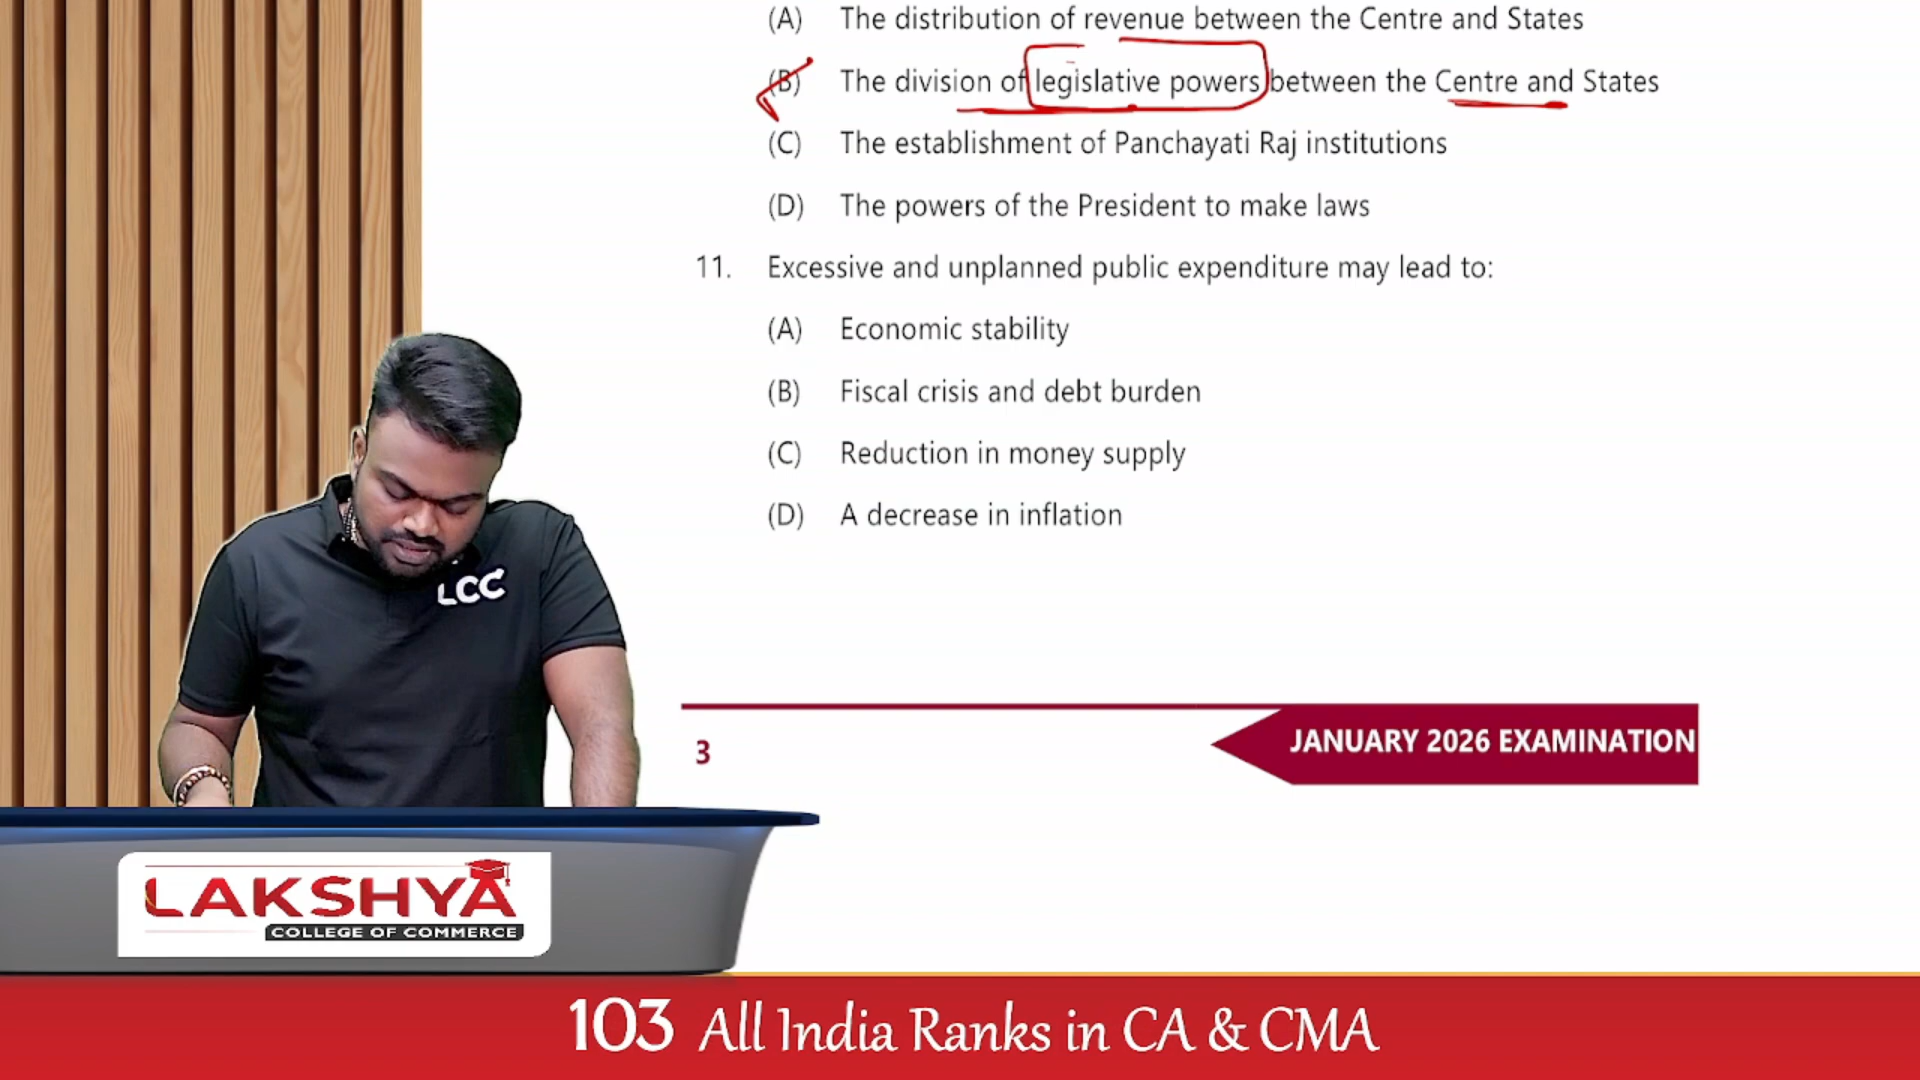 (A) The distribution of revenue between the Centre and States
(B) The division of legislative powers between the Centre and States
(C) The establishment of Panchayati Raj institutions
(D) The powers of the President to make laws
11. Excessive and unplanned public expenditure may lead to:
(A) Economic stability
(B) Fiscal crisis and debt burden
(C) Reduction in money supply
(D) A decrease in inflation
LCC
3
JANUARY 2026 EXAMINATION
LAKSHYA
COLLEGE OF COMMERCE
103 All India Ranks in CA & CMA